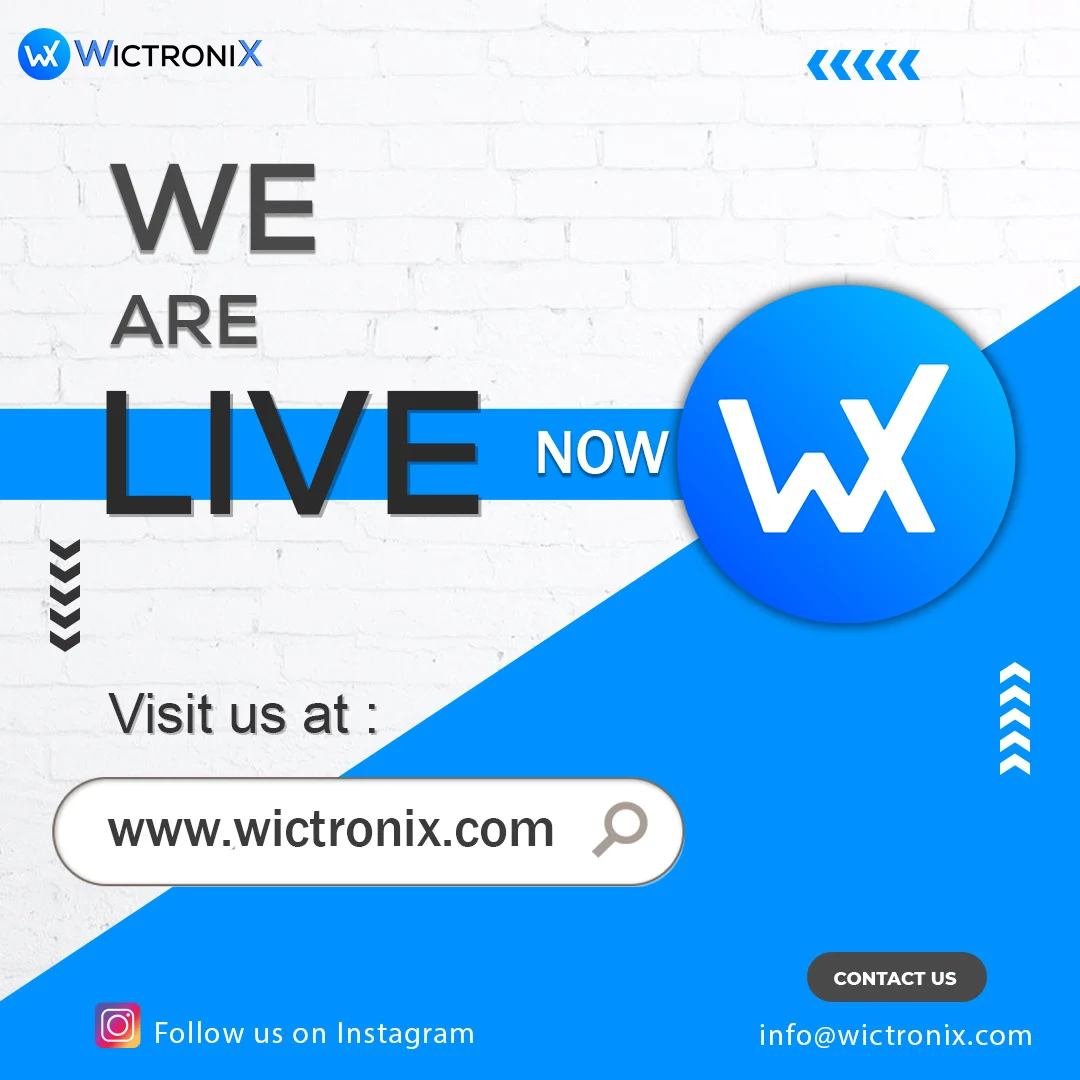 WX WICTRONIX
WE
ARE
LIVE NOW
WX
Visit us at :
www.wictronix.com
CONTACT US
Follow us on Instagram
info@wictronix.com